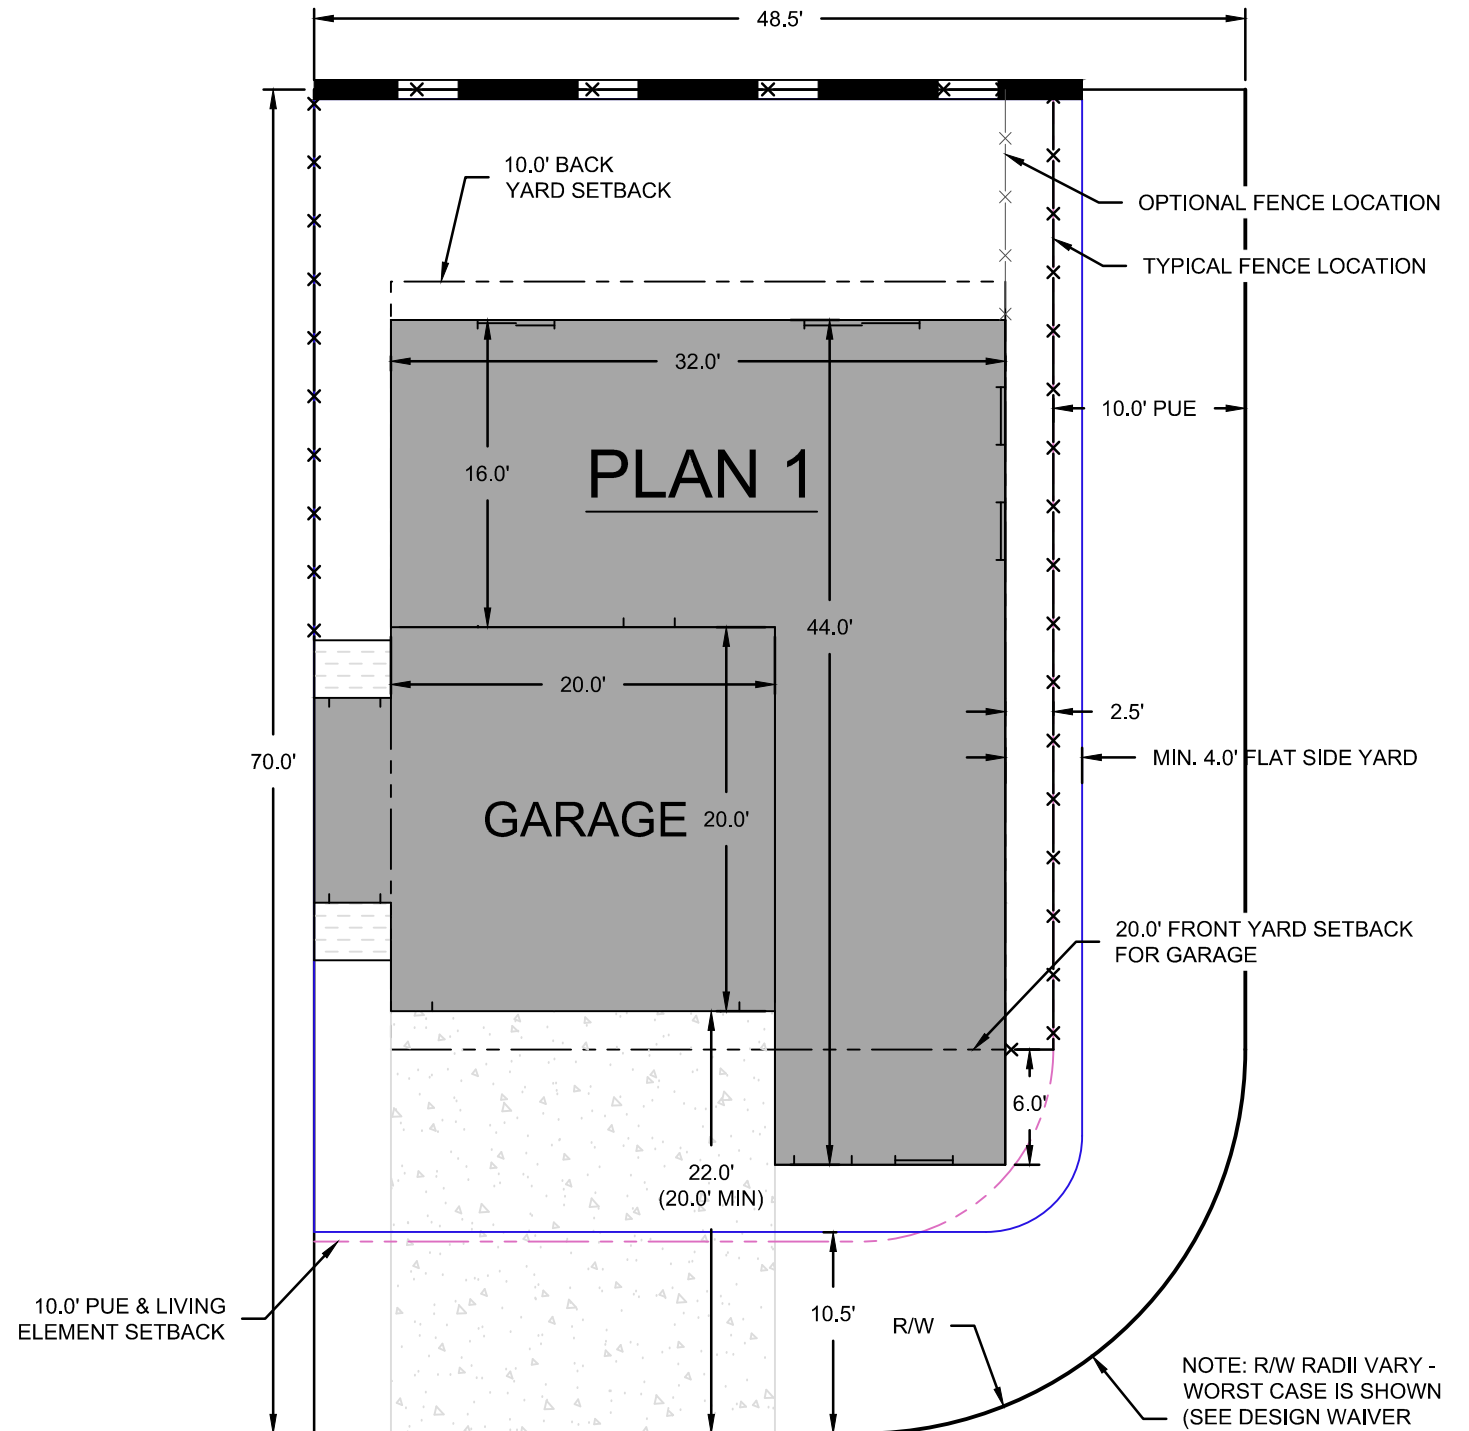 48.5'
10.0' BACK
YARD SETBACK
OPTIONAL FENCE LOCATION
TYPICAL FENCE LOCATION
32.0'
10.0' PUE
16.0'
PLAN 1
44.0'
20.0'
2.5'
70.0'
MIN. 4.0' FLAT SIDE YARD
GARAGE
20.0'
20.0' FRONT YARD SETBACK
FOR GARAGE
6.0'
22.0'
(20.0' MIN)
10.0' PUE & LIVING
ELEMENT SETBACK
10.5'
R/W
NOTE: R/W RADII VARY -
WORST CASE IS SHOWN
(SEE DESIGN WAIVER